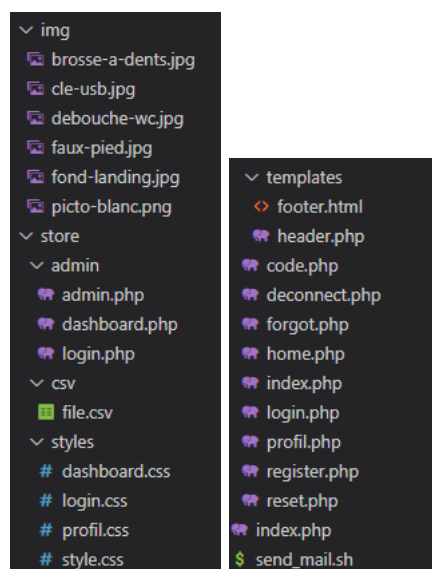 img
brosse-a-dents.jpg
cle-usb.jpg
debouche-wc.jpg
faux-pied.jpg
fond-landing.jpg
picto-blanc.png
store
admin
admin.php
dashboard.php
login.php
csv
file.csv
styles
# dashboard.css
# login.css
# profil.css
# style.css
templates
<> footer.html
header.php
code.php
deconnect.php
forgot.php
home.php
index.php
login.php
profil.php
register.php
reset.php
index.php
$ send_mail.sh